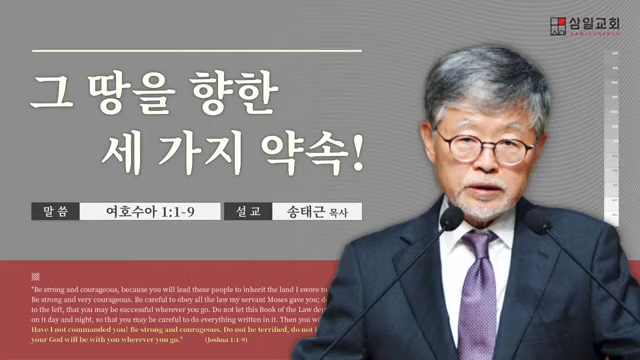 삼일교회
SAMIL CHURCH
그 땅을 향한
세 가지 약속!
말 씀 여호수아 1:1-9 설 교 송태근 목사
"Be strong and courageous, because you will lead these people to inherit the land I swore to
Be strong and very courageous. Be careful to obey all the law my servant Moses gave you; d
to the left, that you may be successful wherever you go. Do not let this Book of the Law dep
on it day and night, so that you may be careful to do everything written in it. Then you wi
Have I not commanded you? Be strong and courageous. Do not be terrified, do not
your God will be with you wherever you go." (Joshua 1:1-9)